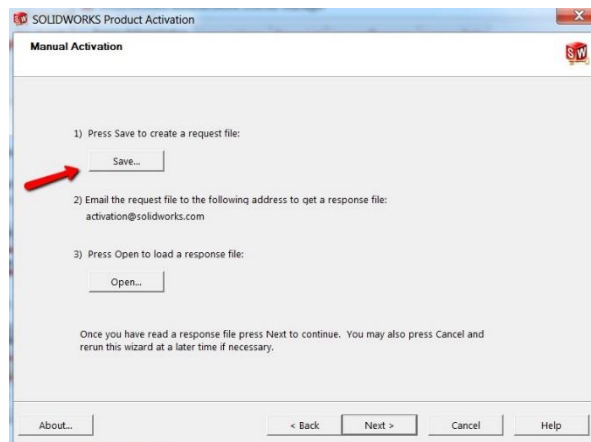 SOLIDWORKS Product Activation
Manual Activation
SW
1) Press Save to create a request file:
Save...
2) Email the request file to the following address to get a response file:
activation@solidworks.com
3) Press Open to load a response file:
Open...
Once you have read a response file press Next to continue. You may also press Cancel and
rerun this wizard at a later time if necessary.
About...
< Back
Next >
Cancel
Help